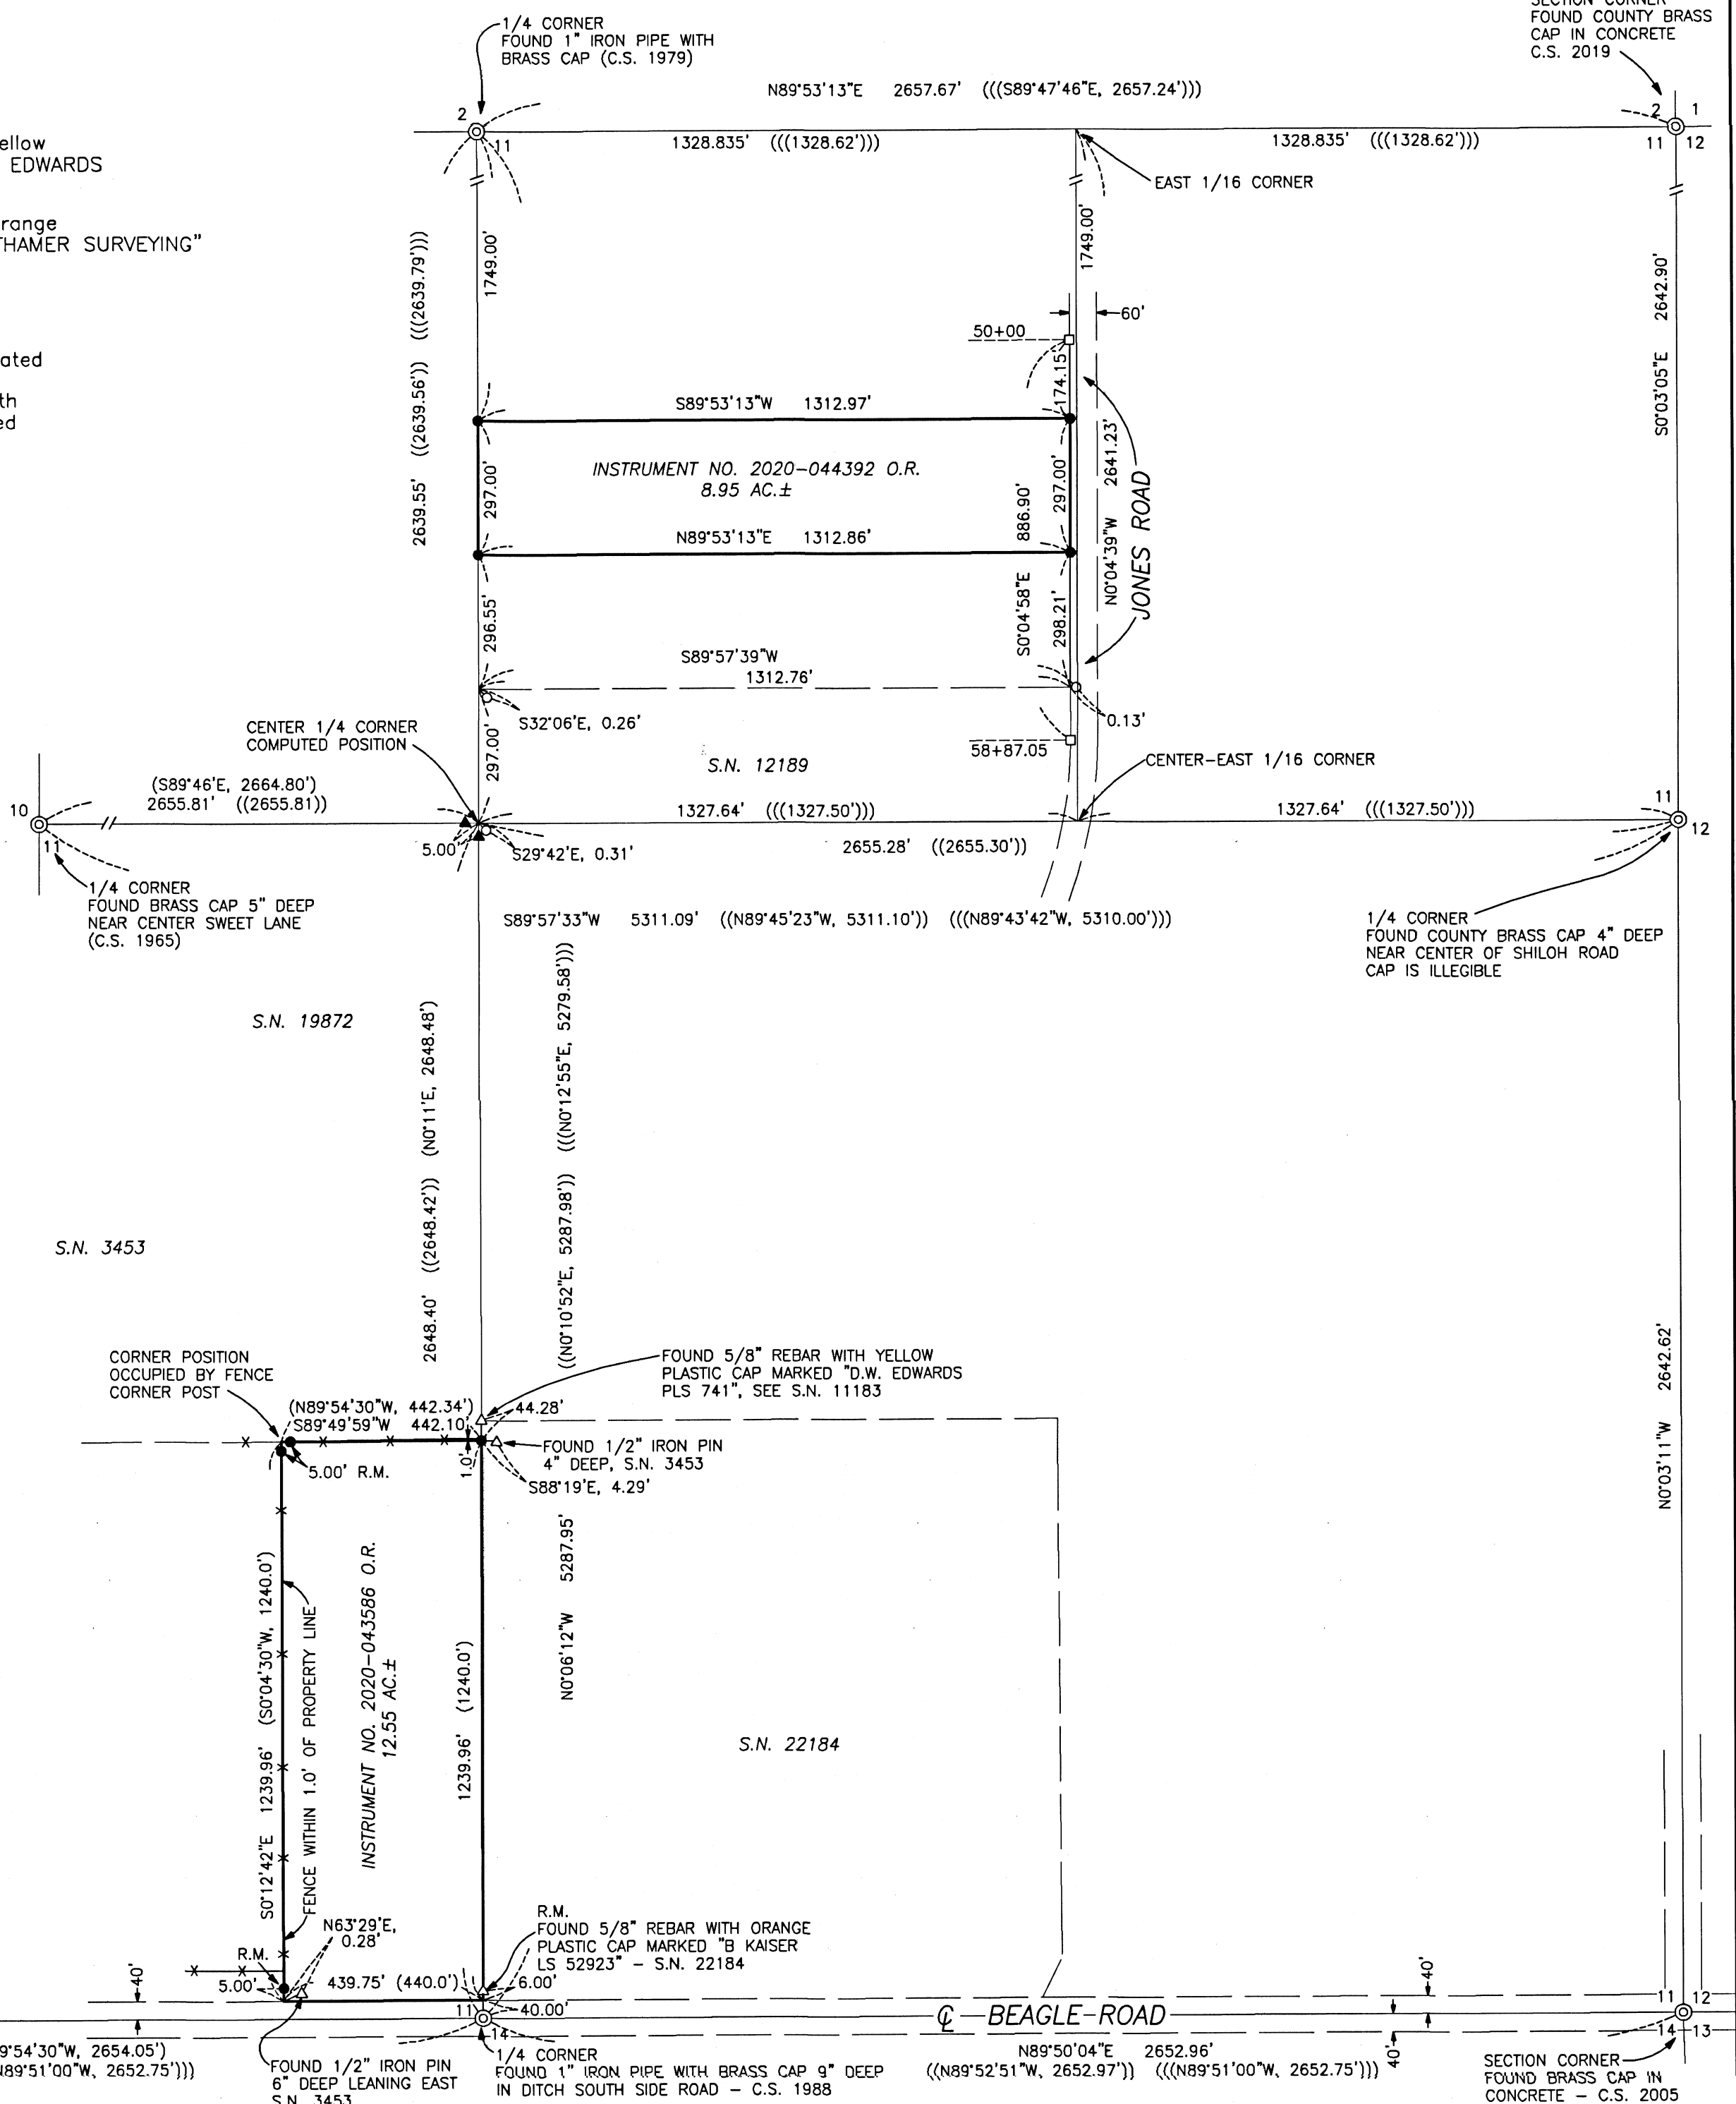 SECTION CORNER
FOUND COUNTY BRASS
CAP IN CONCRETE
C.S. 2019
1/4 CORNER
FOUND 1" IRON PIPE WITH
BRASS CAP (C.S. 1979)
N89°53'13"E 2657.67' (((S89°47'46"E, 2657.24')))
2
11
2
1
11
12
1328.835' (((1328.62')))
1328.835' (((1328.62')))
ellow
EDWARDS
range
THAMER SURVEYING"
ated
th
ed
EAST 1/16 CORNER
1749.00'
1749.00'
2639.55' ((2639.56')) (((2639.79')))
S0°03'05"E 2642.90'
60'
50+00
174.15'
S89°53'13"W 1312.97'
INSTRUMENT NO. 2020-044392 O.R.
8.95 AC.±
297.00'
297.00'
N89°53'13"E 1312.86'
S0°04'58"E 886.90'
N0°04'39"W 2641.23'
JONES ROAD
296.55'
298.21'
S89°57'39"W
1312.76'
S32°06'E, 0.26'
0.13'
CENTER 1/4 CORNER
COMPUTED POSITION
297.00'
58+87.05
S.N. 12189
CENTER-EAST 1/16 CORNER
(S89°46'E, 2664.80')
2655.81' ((2655.81))
10
11
1327.64' (((1327.50')))
1327.64' (((1327.50')))
11
12
5.00'
S29°42'E, 0.31'
2655.28' ((2655.30'))
1/4 CORNER
FOUND BRASS CAP 5" DEEP
NEAR CENTER SWEET LANE
(C.S. 1965)
S89°57'33"W 5311.09' ((N89°45'23"W, 5311.10')) (((N89°43'42"W, 5310.00')))
1/4 CORNER
FOUND COUNTY BRASS CAP 4" DEEP
NEAR CENTER OF SHILOH ROAD
CAP IS ILLEGIBLE
S.N. 19872
2648.40' ((2648.42')) (N0°11'E, 2648.48')
((N0°10'52"E, 5287.98')) (((N0°12'55"E, 5279.58')))
S.N. 3453
CORNER POSITION
OCCUPIED BY FENCE
CORNER POST
FOUND 5/8" REBAR WITH YELLOW
PLASTIC CAP MARKED "D.W. EDWARDS
PLS 741", SEE S.N. 11183
(N89°54'30"W, 442.34')
S89°49'59"W 442.10'
44.28'
1.0'
FOUND 1/2" IRON PIN
4" DEEP, S.N. 3453
5.00' R.M.
S88°19'E, 4.29'
N0°03'11"W 2642.62'
S0°12'42"E 1239.96' (S0°04'30"W, 1240.0')
FENCE WITHIN 1.0' OF PROPERTY LINE
INSTRUMENT NO. 2020-043586 O.R.
12.55 AC.±
1239.96' (1240.0')
N0°06'12"W 5287.95'
S.N. 22184
N63°29'E,
0.28'
R.M.
5.00'
R.M.
FOUND 5/8" REBAR WITH ORANGE
PLASTIC CAP MARKED "B KAISER
LS 52923" - S.N. 22184
439.75' (440.0')
6.00'
40'
11
14
40.00'
BEAGLE ROAD
40'
40'
11
12
14
13
9°54'30"W, 2654.05')
N89°51'00"W, 2652.75')))
FOUND 1/2" IRON PIN
6" DEEP LEANING EAST
S.N. 3453
1/4 CORNER
FOUND 1" IRON PIPE WITH BRASS CAP 9" DEEP
IN DITCH SOUTH SIDE ROAD - C.S. 1988
N89°50'04"E 2652.96'
((N89°52'51"W, 2652.97')) (((N89°51'00"W, 2652.75')))
SECTION CORNER
FOUND BRASS CAP IN
CONCRETE - C.S. 2005